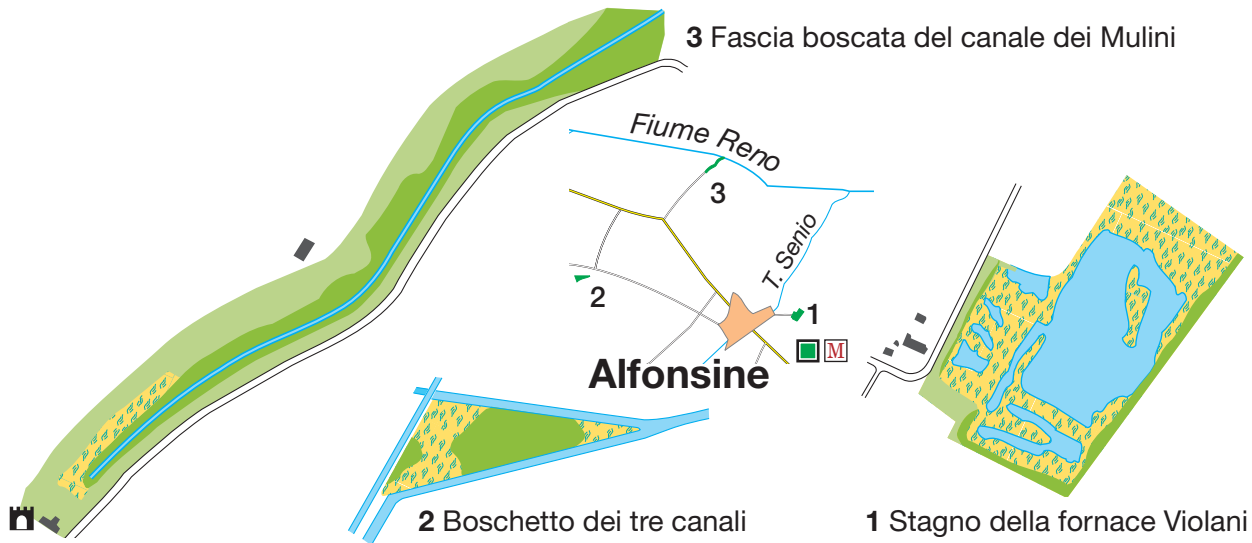 3 Fascia boscata del canale dei Mulini
Fiume Reno
3
T. Senio
2
1
M
Alfonsine
2 Boschetto dei tre canali
1 Stagno della fornace Violani